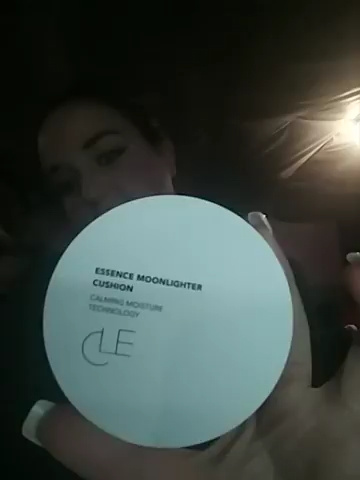 ESSENCE MOONLIGHTER
CUSHION
CALMING MOISTURE
TECHNOLOGY
CLE